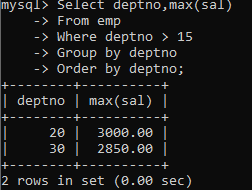 mysql> Select deptno,max(sal)
    -> From emp
    -> Where deptno > 15
    -> Group by deptno
    -> Order by deptno;
+--------+----------+
| deptno | max(sal) |
+--------+----------+
|     20 |  3000.00 |
|     30 |  2850.00 |
+--------+----------+
2 rows in set (0.00 sec)